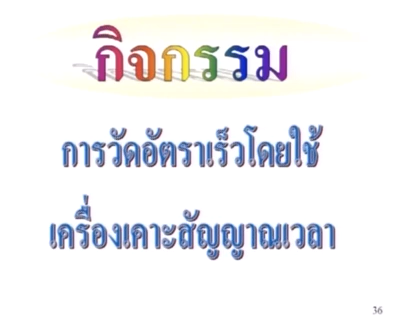 กิจกรรม
การวัดอัตราเร็วโดยใช้
เครื่องเคาะสัญญาณเวลา
36